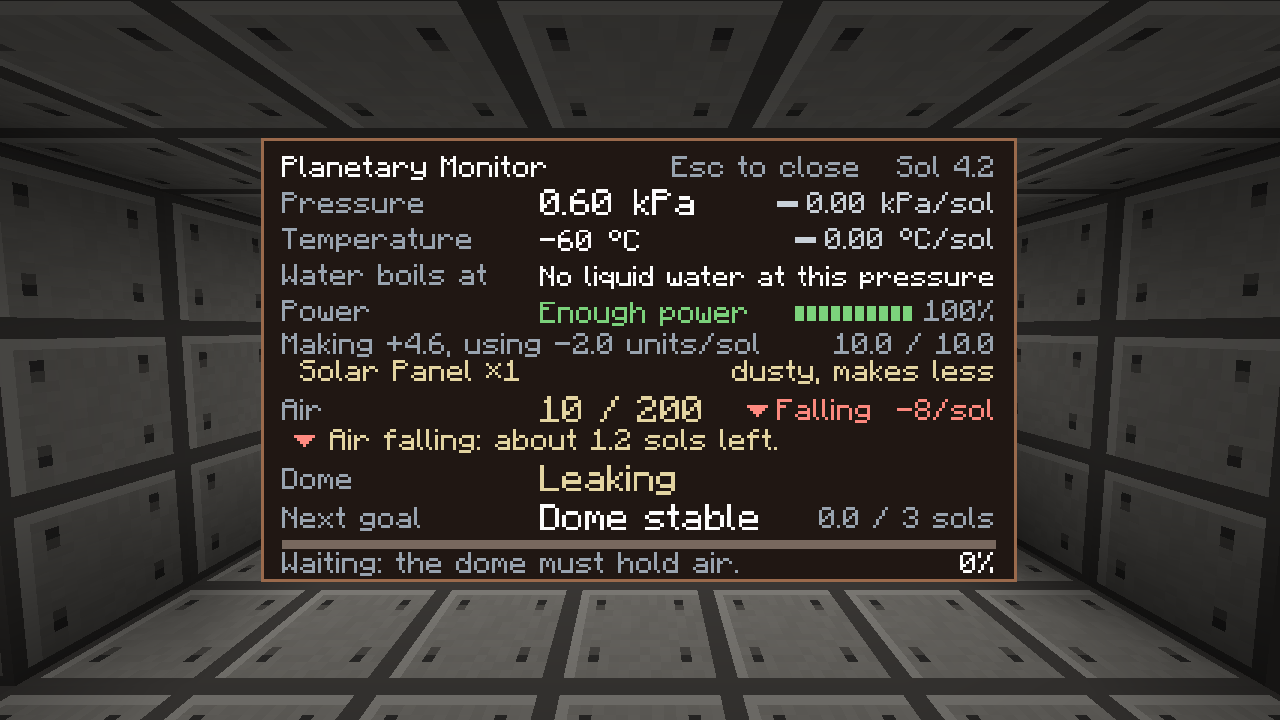 Planetary Monitor Esc to close Sol 4.2
Pressure 0.60 kPa 0.00 kPa/sol
Temperature -60 °C 0.00 °C/sol
Water boils at No liquid water at this pressure
Power Enough power 100%
Making +4.6, using -2.0 units/sol 10.0 / 10.0
Solar Panel ×1 dusty, makes less
Air 10 / 200 ▼ Falling -8/sol
▼ Air falling: about 1.2 sols left.
Dome Leaking
Next goal Dome stable 0.0 / 3 sols
Waiting: the dome must hold air. 0%